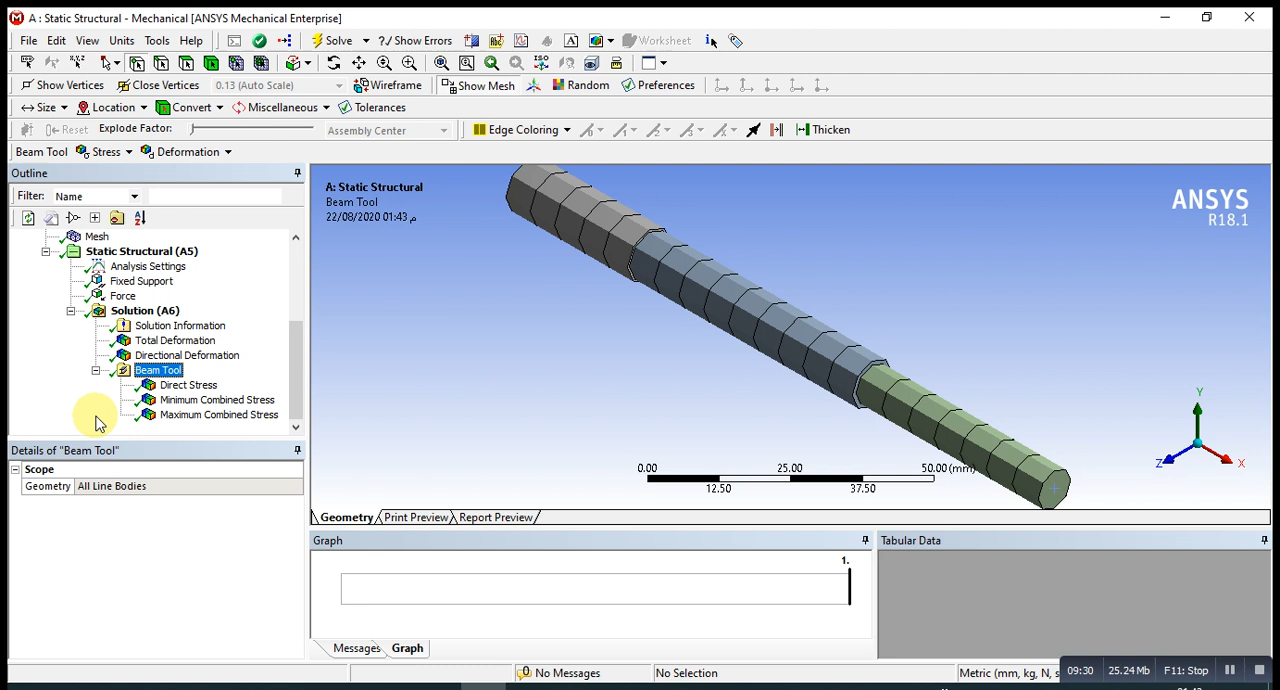 A : Static Structural - Mechanical [ANSYS Mechanical Enterprise]
File Edit View Units Tools Help Solve ?/Show Errors Worksheet
Show Vertices Close Vertices 0.13 (Auto Scale) Wireframe Show Mesh Random Preferences
Size Location Convert Miscellaneous Tolerances
Reset Explode Factor: Assembly Center Edge Coloring Thicken
Beam Tool Stress Deformation
Outline
Filter: Name
Mesh
Static Structural (A5)
Analysis Settings
Fixed Support
Force
Solution (A6)
Solution Information
Total Deformation
Directional Deformation
Beam Tool
Direct Stress
Minimum Combined Stress
Maximum Combined Stress
Details of "Beam Tool"
Scope
Geometry All Line Bodies
A: Static Structural
Beam Tool
22/08/2020 01:43 م
ANSYS
R18.1
0.00 25.00 50.00 (mm)
12.50 37.50
Y
Z X
Geometry Print Preview Report Preview
Graph
1.
Messages Graph
Tabular Data
No Messages No Selection Metric (mm, kg, N, s
09:30 25.24 Mb F11: Stop